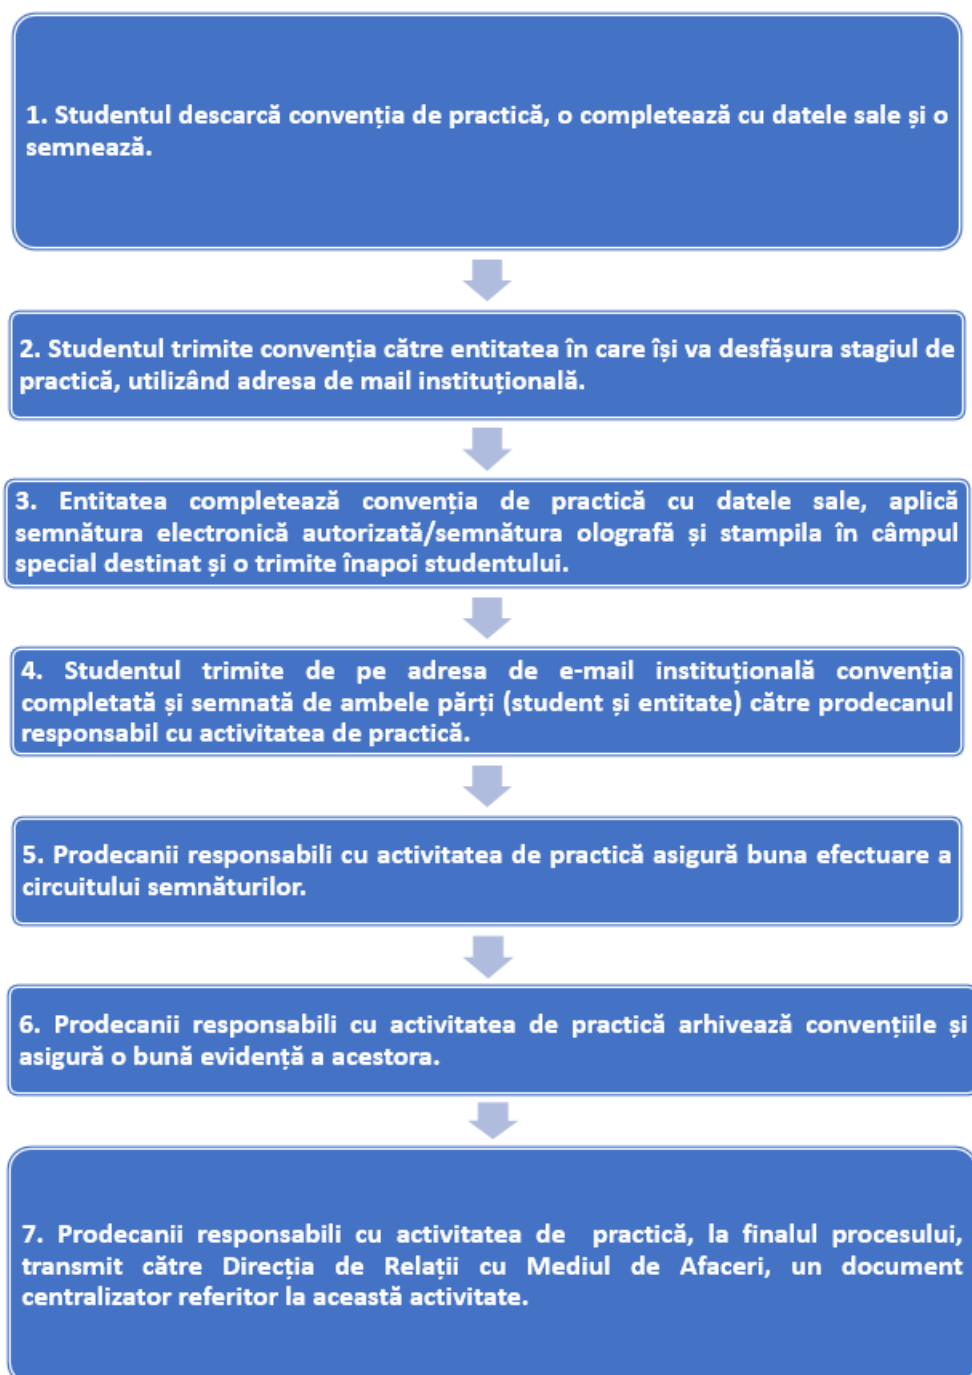 1. Studentul descarcă convenția de practică, o completează cu datele sale și o
semnează.
2. Studentul trimite convenția către entitatea în care își va desfășura stagiul de
practică, utilizând adresa de mail instituțională.
3. Entitatea completează convenția de practică cu datele sale, aplică
semnătura electronică autorizată/semnătura olografă și stampila în câmpul
special destinat și o trimite înapoi studentului.
4. Studentul trimite de pe adresa de e-mail instituțională convenția
completată și semnată de ambele părți (student și entitate) către prodecanul
responsabil cu activitatea de practică.
5. Prodecanii responsabili cu activitatea de practică asigură buna efectuare a
circuitului semnăturilor.
6. Prodecanii responsabili cu activitatea de practică arhivează convențiile și
asigură o bună evidență a acestora.
7. Prodecanii responsabili cu activitatea de practică, la finalul procesului,
transmit către Direcția de Relații cu Mediul de Afaceri, un document
centralizator referitor la această activitate.